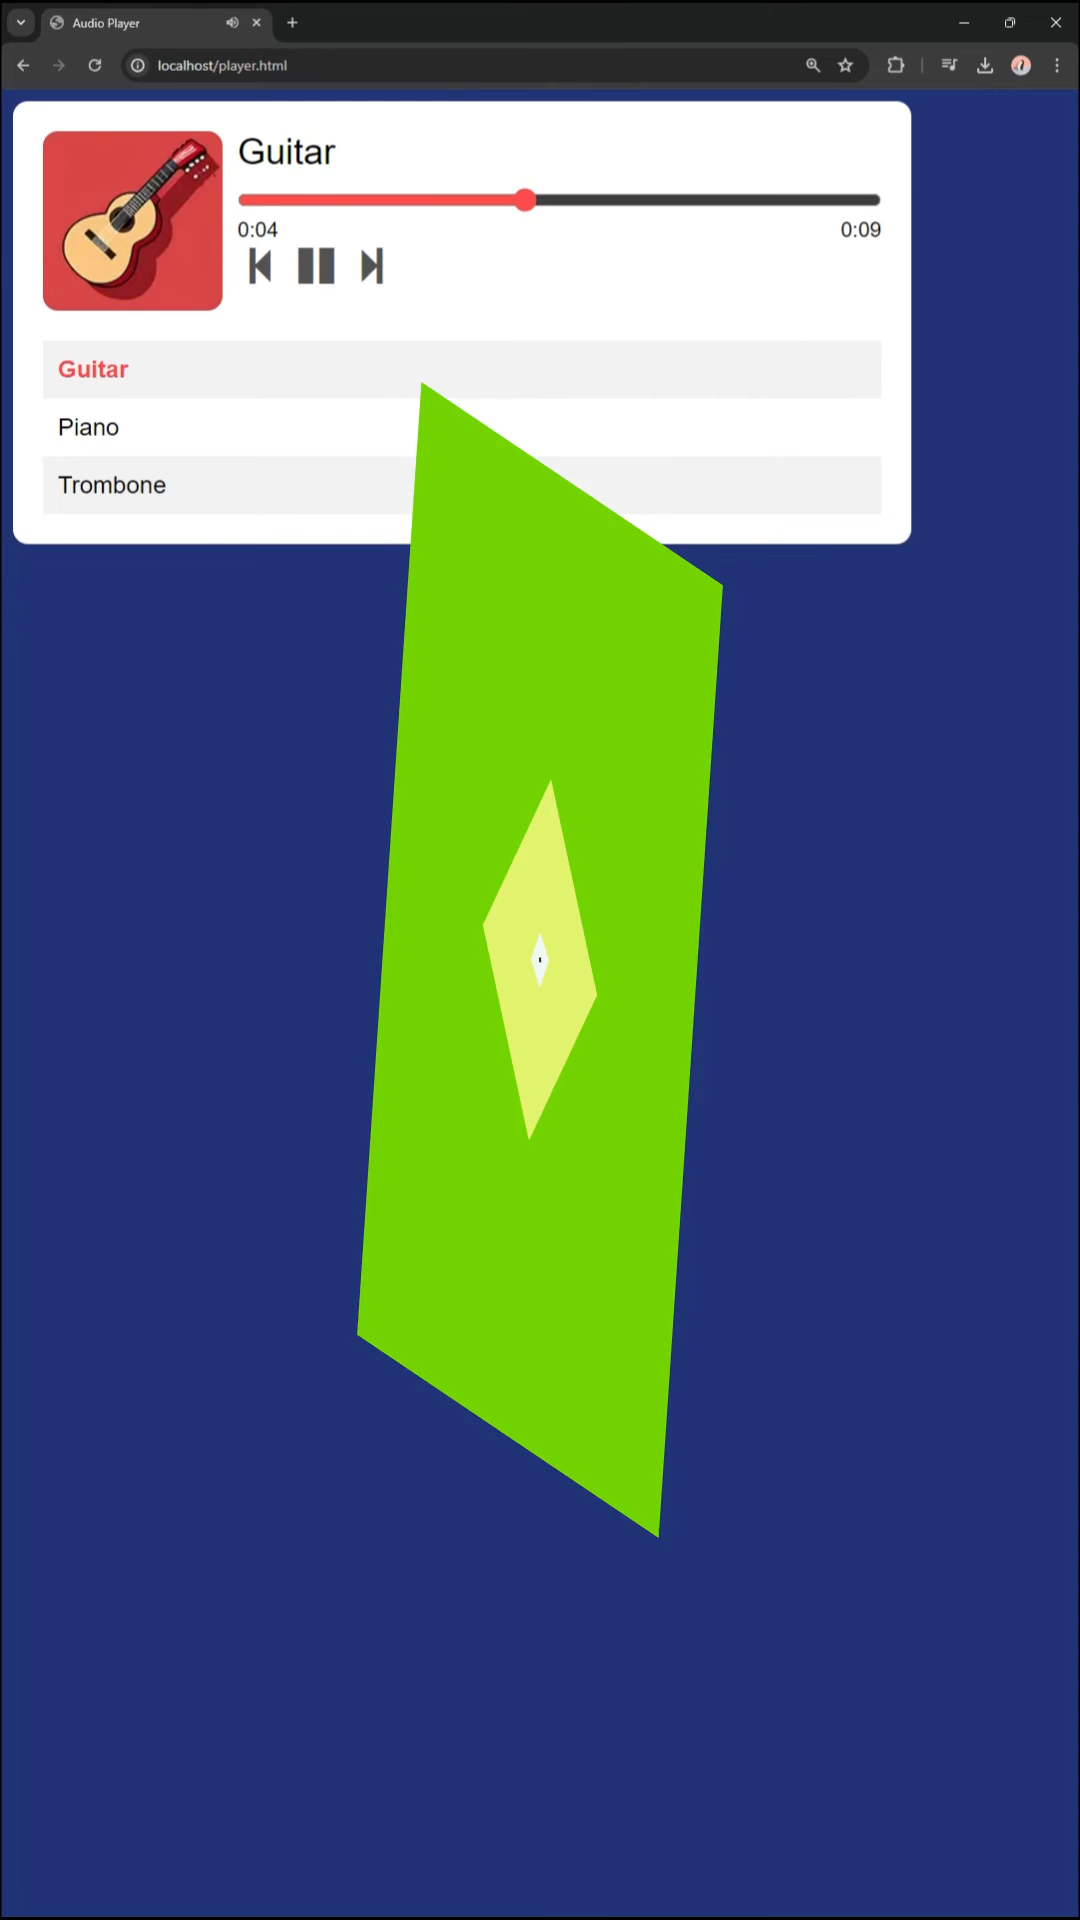 Audio Player
localhost/player.html
Guitar
0:04 0:09
Guitar
Piano
Trombone